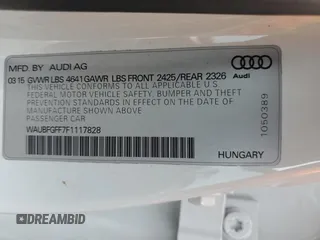 MFD. BY AUDI AG
03 15 GVWR LBS 4641 GAWR LBS FRONT 2425/REAR 2326
THIS VEHICLE CONFORMS TO ALL APPLICABLE U S
FEDERAL MOTOR VEHICLE SAFETY, BUMPER AND THEFT
PREVENTION STANDARDS IN EFFECT ON THE DATE OF
MANUFACTURE SHOWN ABOVE
PASSENGER CAR
WAUBFGFF7F1117828
HUNGARY
Audi
1050389
DREAMBID